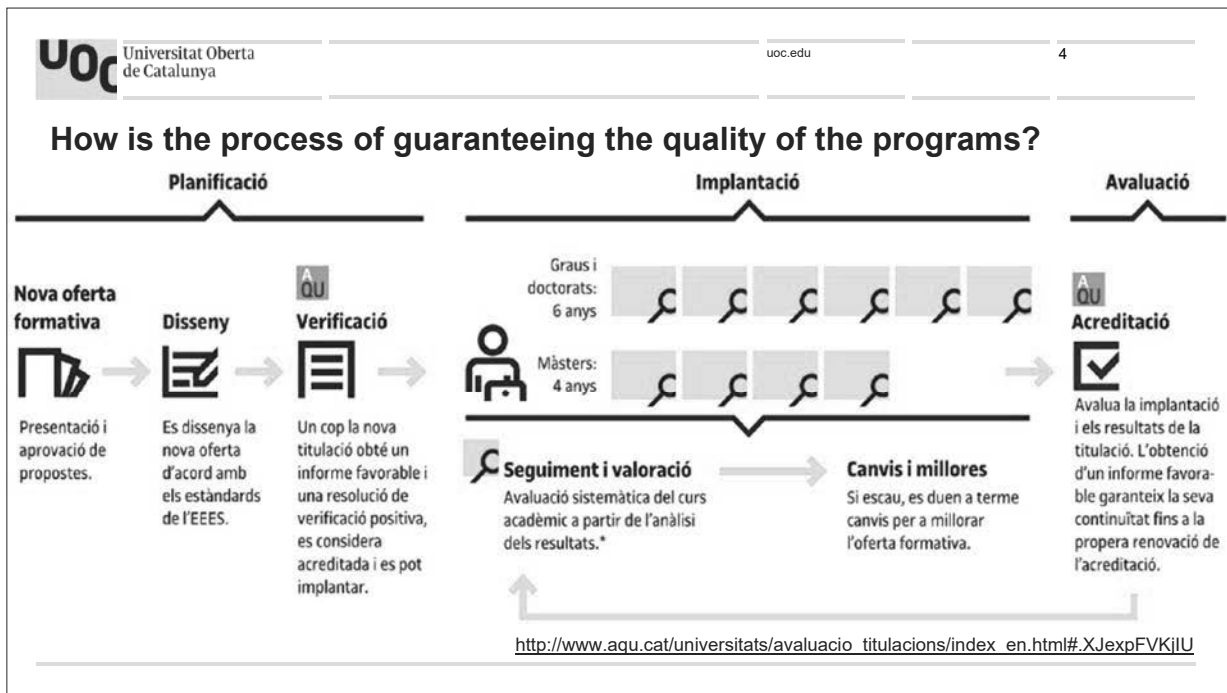 UOC
Universitat Oberta
de Catalunya
uoc.edu
4
How is the process of guaranteeing the quality of the programs?
Planificació
Implantació
Avaluació
Nova oferta
formativa
Presentació i
aprovació de
propostes.
Disseny
Es dissenya la
nova oferta
d'acord amb
els estàndards
de l'EEES.
AQU
Verificació
Un cop la nova
titulació obté un
informe favorable i
una resolució de
verificació positiva,
es considera
acreditada i es pot
implantar.
Graus i
doctorats:
6 anys
Màsters:
4 anys
Seguiment i valoració
Avaluació sistemàtica del curs
acadèmic a partir de l'anàlisi
dels resultats.*
Canvis i millores
Si escau, es duen a terme
canvis per a millorar
l'oferta formativa.
AQU
Acreditació
Avalua la implantació
i els resultats de la
titulació. L'obtenció
d'un informe favora-
ble garanteix la seva
continuïtat fins a la
propera renovació de
l'acreditació.
http://www.aqu.cat/universitats/avaluacio_titulacions/index_en.html#.XJexpFVKjIU